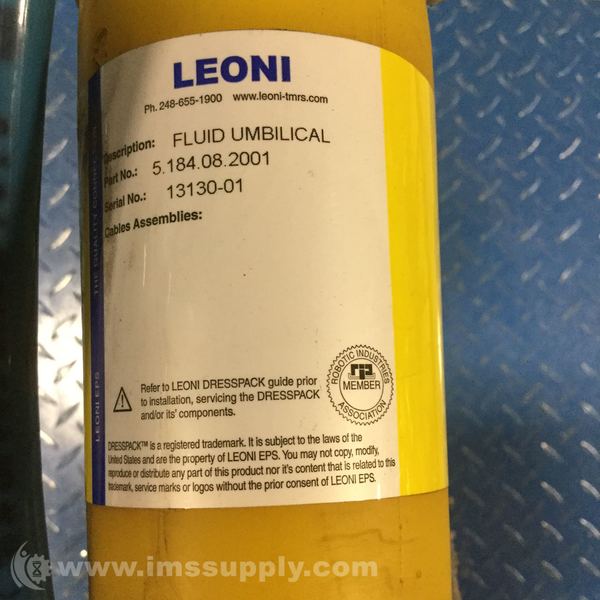 LEONI
Ph. 248-655-1900 www.leoni-tmrs.com
Description: FLUID UMBILICAL
Part No.: 5.184.08.2001
Serial No.: 13130-01
Cables Assemblies:
THE QUALITY
LEONI EPS
Refer to LEONI DRESSPACK guide prior
to installation, servicing the DRESSPACK
and/or its' components.
ROBOTIC INDUSTRIES
MEMBER
ASSOCIATION
DRESSPACK™ is a registered trademark. It is subject to the laws of the
United States and are the property of LEONI EPS. You may not copy, modify,
reproduce or distribute any part of this product nor it's content that is related to this
trademark, service marks or logos without the prior consent of LEONI EPS.
www.imssupply.com